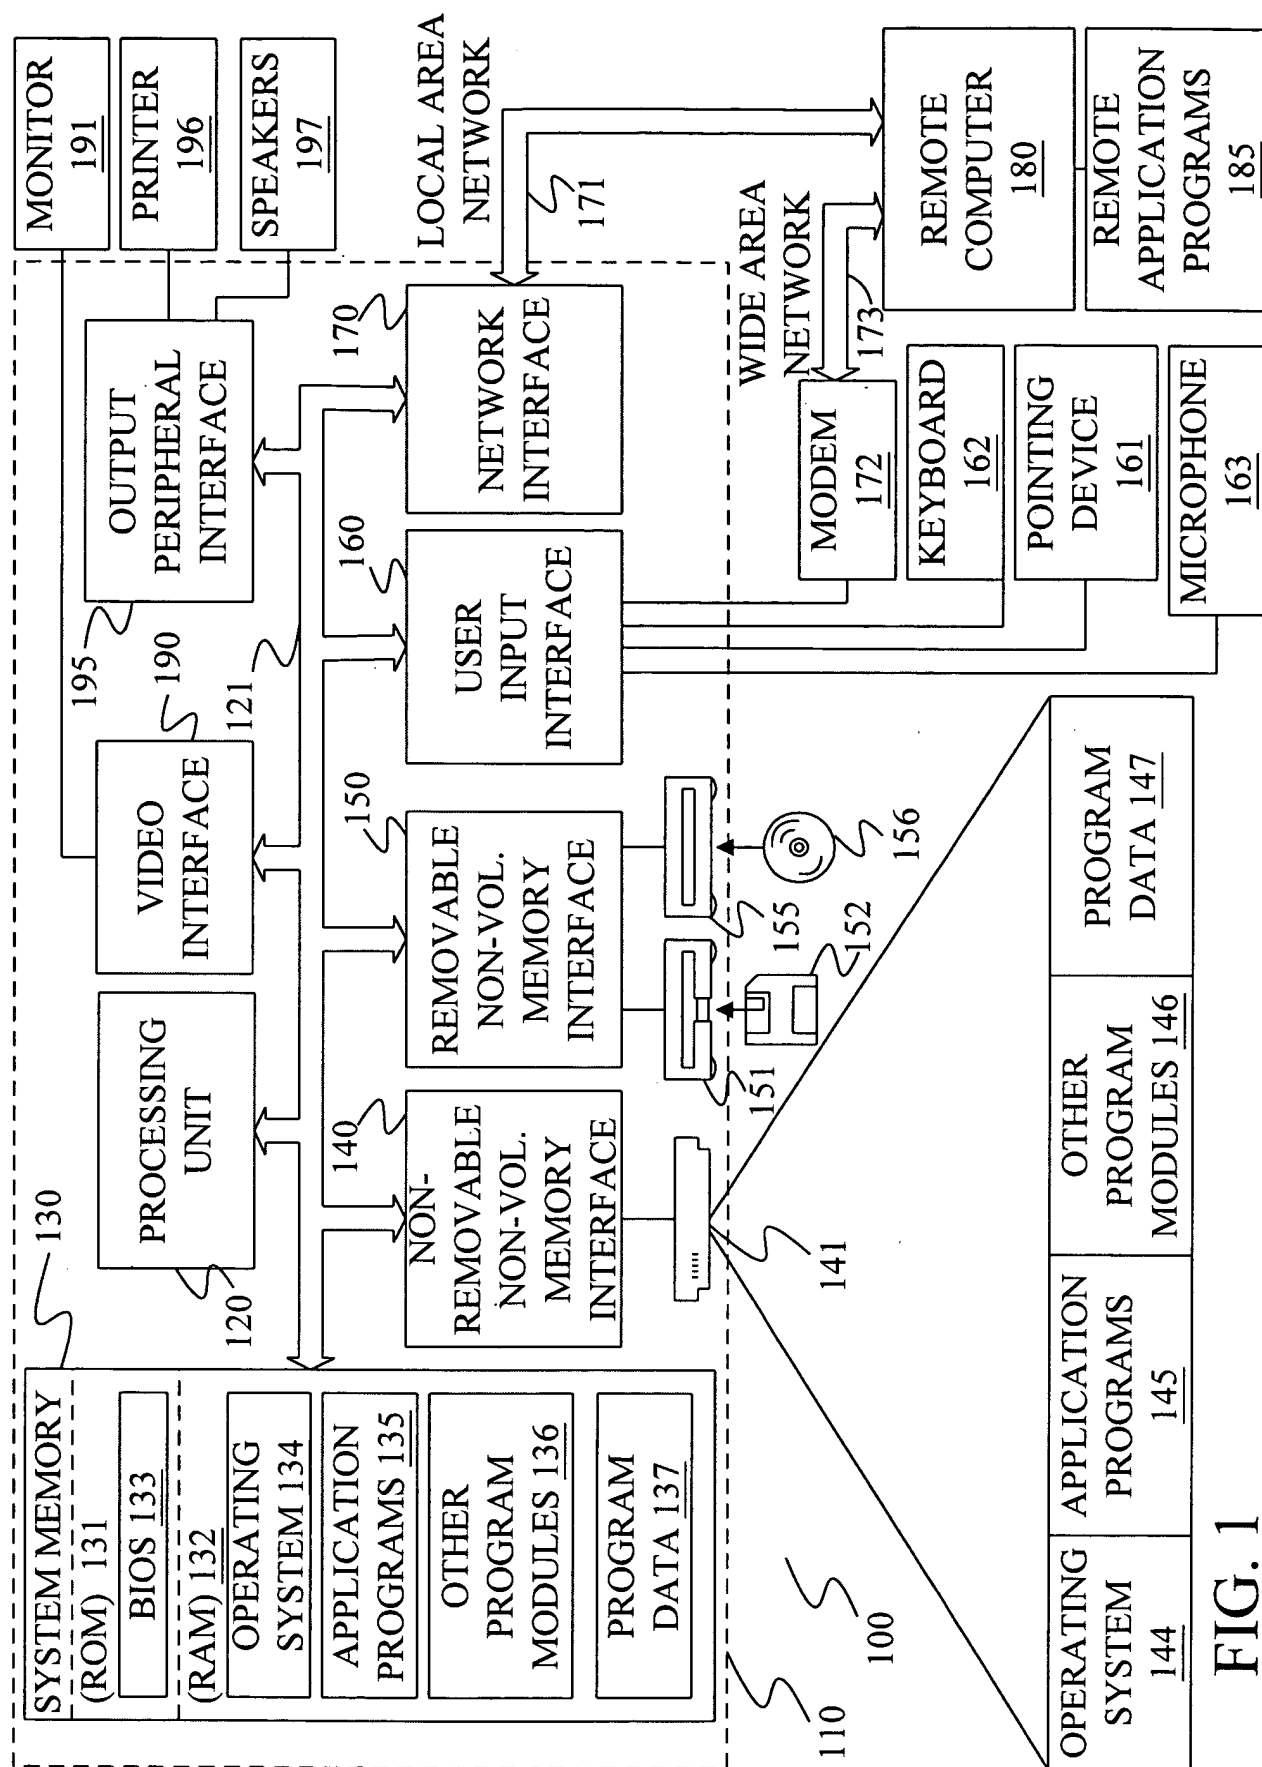 SYSTEM MEMORY
(ROM) 131
BIOS 133
(RAM) 132
OPERATING
SYSTEM 134
APPLICATION
PROGRAMS 135
OTHER
PROGRAM
MODULES 136
PROGRAM
DATA 137
130
PROCESSING
UNIT
120
VIDEO
INTERFACE
190
OUTPUT
PERIPHERAL
INTERFACE
195
121
MONITOR
191
PRINTER
196
SPEAKERS
197
NON-
REMOVABLE
NON-VOL.
MEMORY
INTERFACE
140
REMOVABLE
NON-VOL.
MEMORY
INTERFACE
150
USER
INPUT
INTERFACE
160
NETWORK
INTERFACE
170
LOCAL AREA
NETWORK
171
141
151
152
155
156
WIDE AREA
NETWORK
173
MODEM
172
KEYBOARD
162
POINTING
DEVICE
161
MICROPHONE
163
REMOTE
COMPUTER
180
REMOTE
APPLICATION
PROGRAMS
185
110
100
OPERATING
SYSTEM
144
APPLICATION
PROGRAMS
145
OTHER
PROGRAM
MODULES 146
PROGRAM
DATA 147
FIG. 1